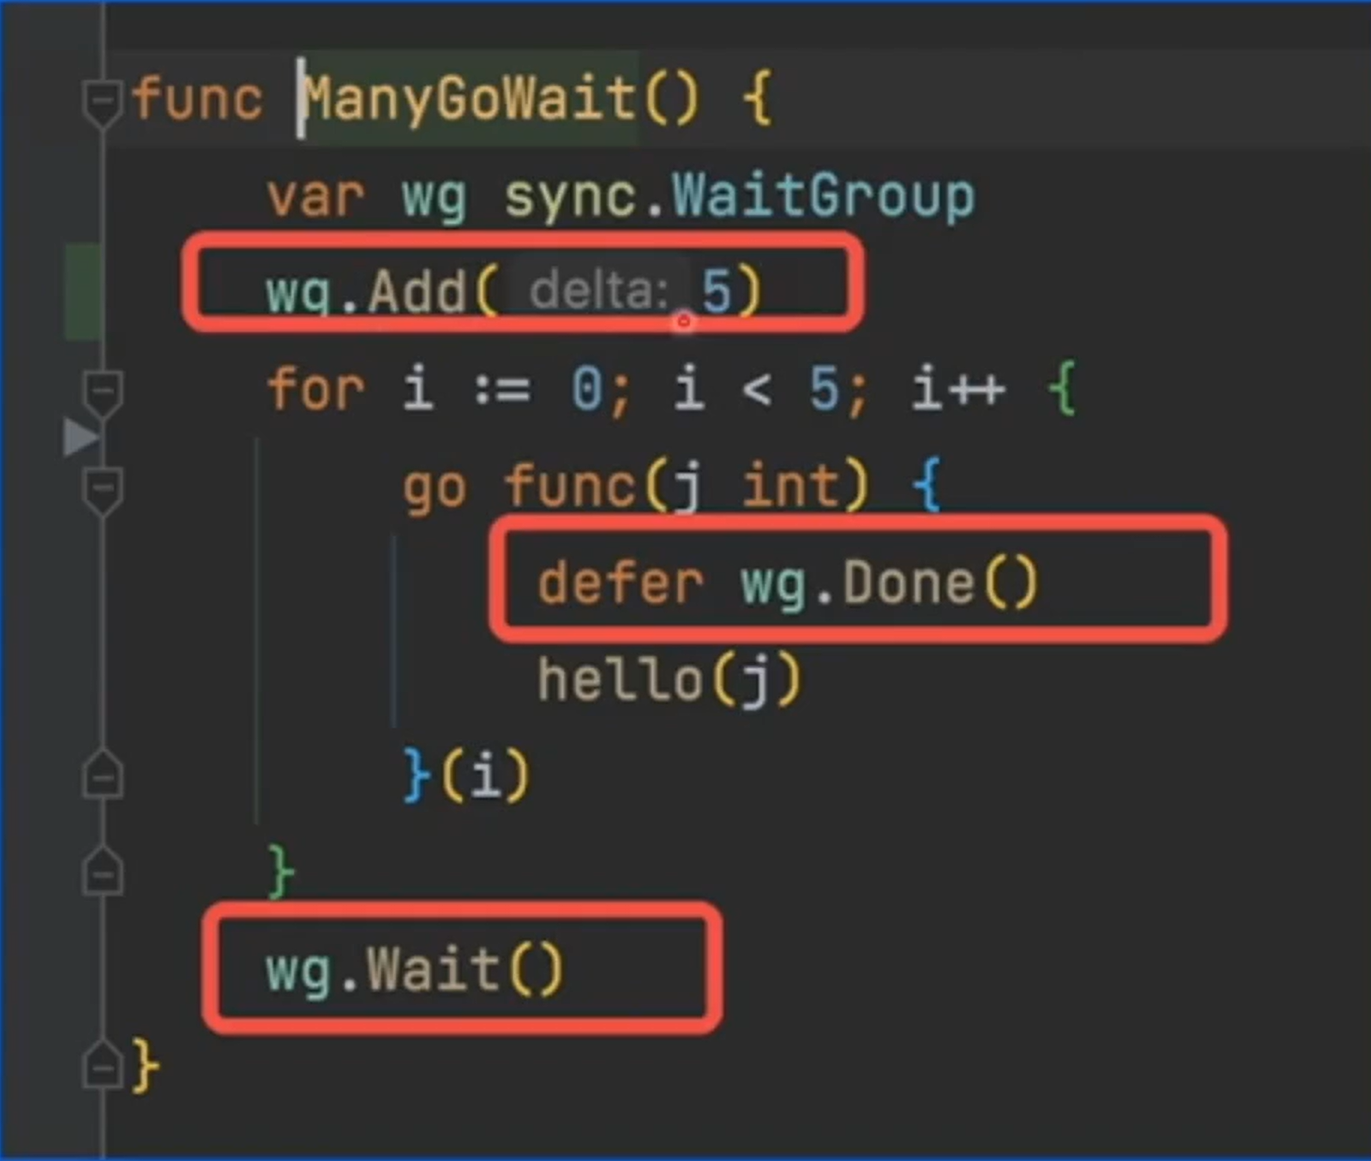 func ManyGoWait() {
var wg sync.WaitGroup
wg.Add( delta: 5)
for i := 0; i < 5; i++ {
go func(j int) {
defer wg.Done()
hello(j)
}(i)
}
wg.Wait()
}